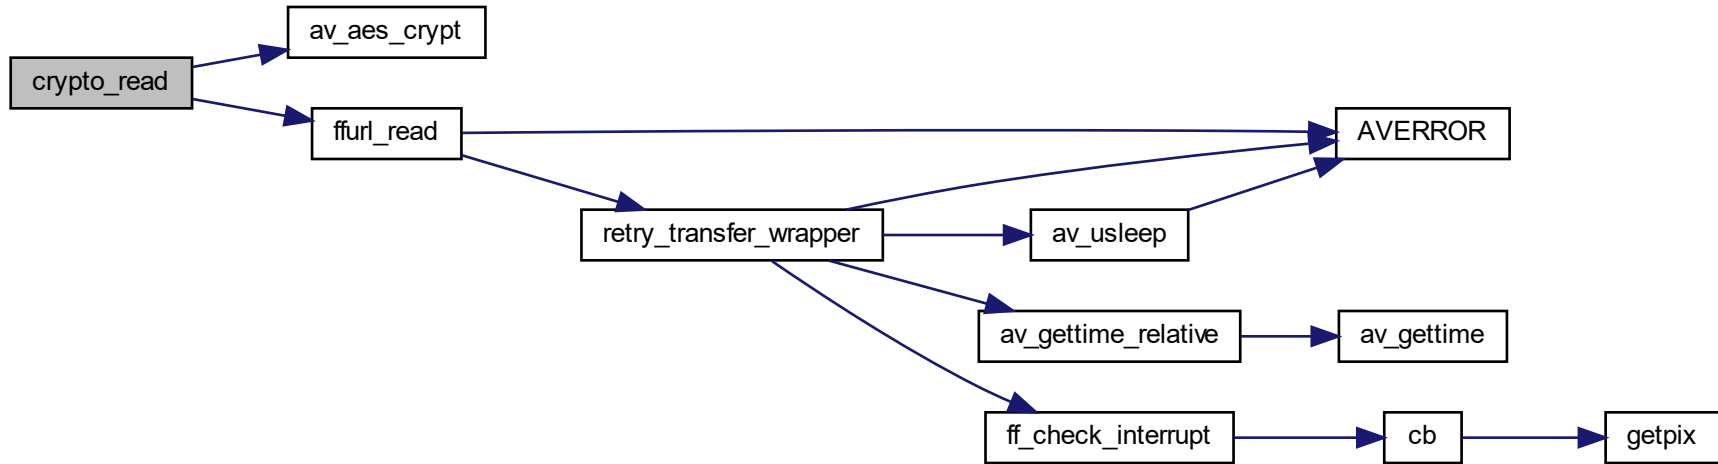 av_aes_crypt
crypto_read
ffurl_read
AVERROR
retry_transfer_wrapper
av_usleep
av_gettime_relative
av_gettime
ff_check_interrupt
cb
getpix